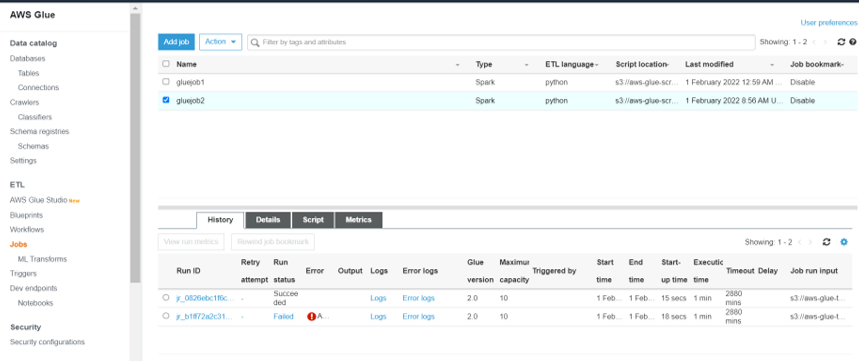 AWS Glue
User preferences
Data catalog
Databases
Tables
Connections
Crawlers
Classifiers
Schema registries
Schemas
Settings
ETL
AWS Glue Studio New
Blueprints
Workflows
Jobs
ML Transforms
Triggers
Dev endpoints
Notebooks
Security
Security configurations
Add job Action Filter by tags and attributes Showing: 1 - 2
Name Type ETL language Script location Last modified Job bookmark
gluejob1 Spark python s3://aws-glue-scr... 1 February 2022 12:59 AM ... Disable
gluejob2 Spark python s3://aws-glue-scr... 1 February 2022 8:56 AM U... Disable
History Details Script Metrics
View run metrics Rewind job bookmark Showing: 1 - 2
Run ID Retry attempt Run status Error Output Logs Error logs Glue version Maximum capacity Triggered by Start time End time Start-up time Executic time Timeout Delay Job run input
jr_0826ebc1f6c... - Succeeded Logs Error logs 2.0 10 1 Feb... 1 Feb... 15 secs 1 min 2880 mins s3://aws-glue-t...
jr_b1ff72a2c31... - Failed A... Logs Error logs 2.0 10 1 Feb... 1 Feb... 18 secs 1 min 2880 mins s3://aws-glue-t...